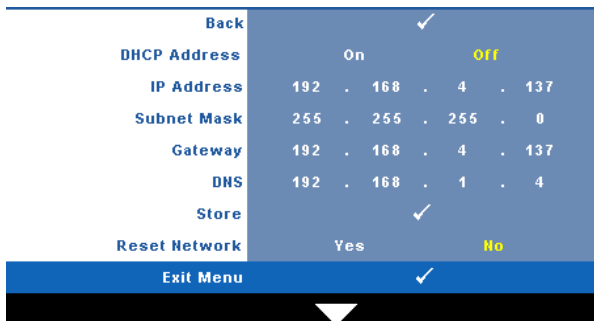 Back
DHCP Address On Off
IP Address 192 . 168 . 4 . 137
Subnet Mask 255 . 255 . 255 . 0
Gateway 192 . 168 . 4 . 137
DNS 192 . 168 . 1 . 4
Store
Reset Network Yes No
Exit Menu